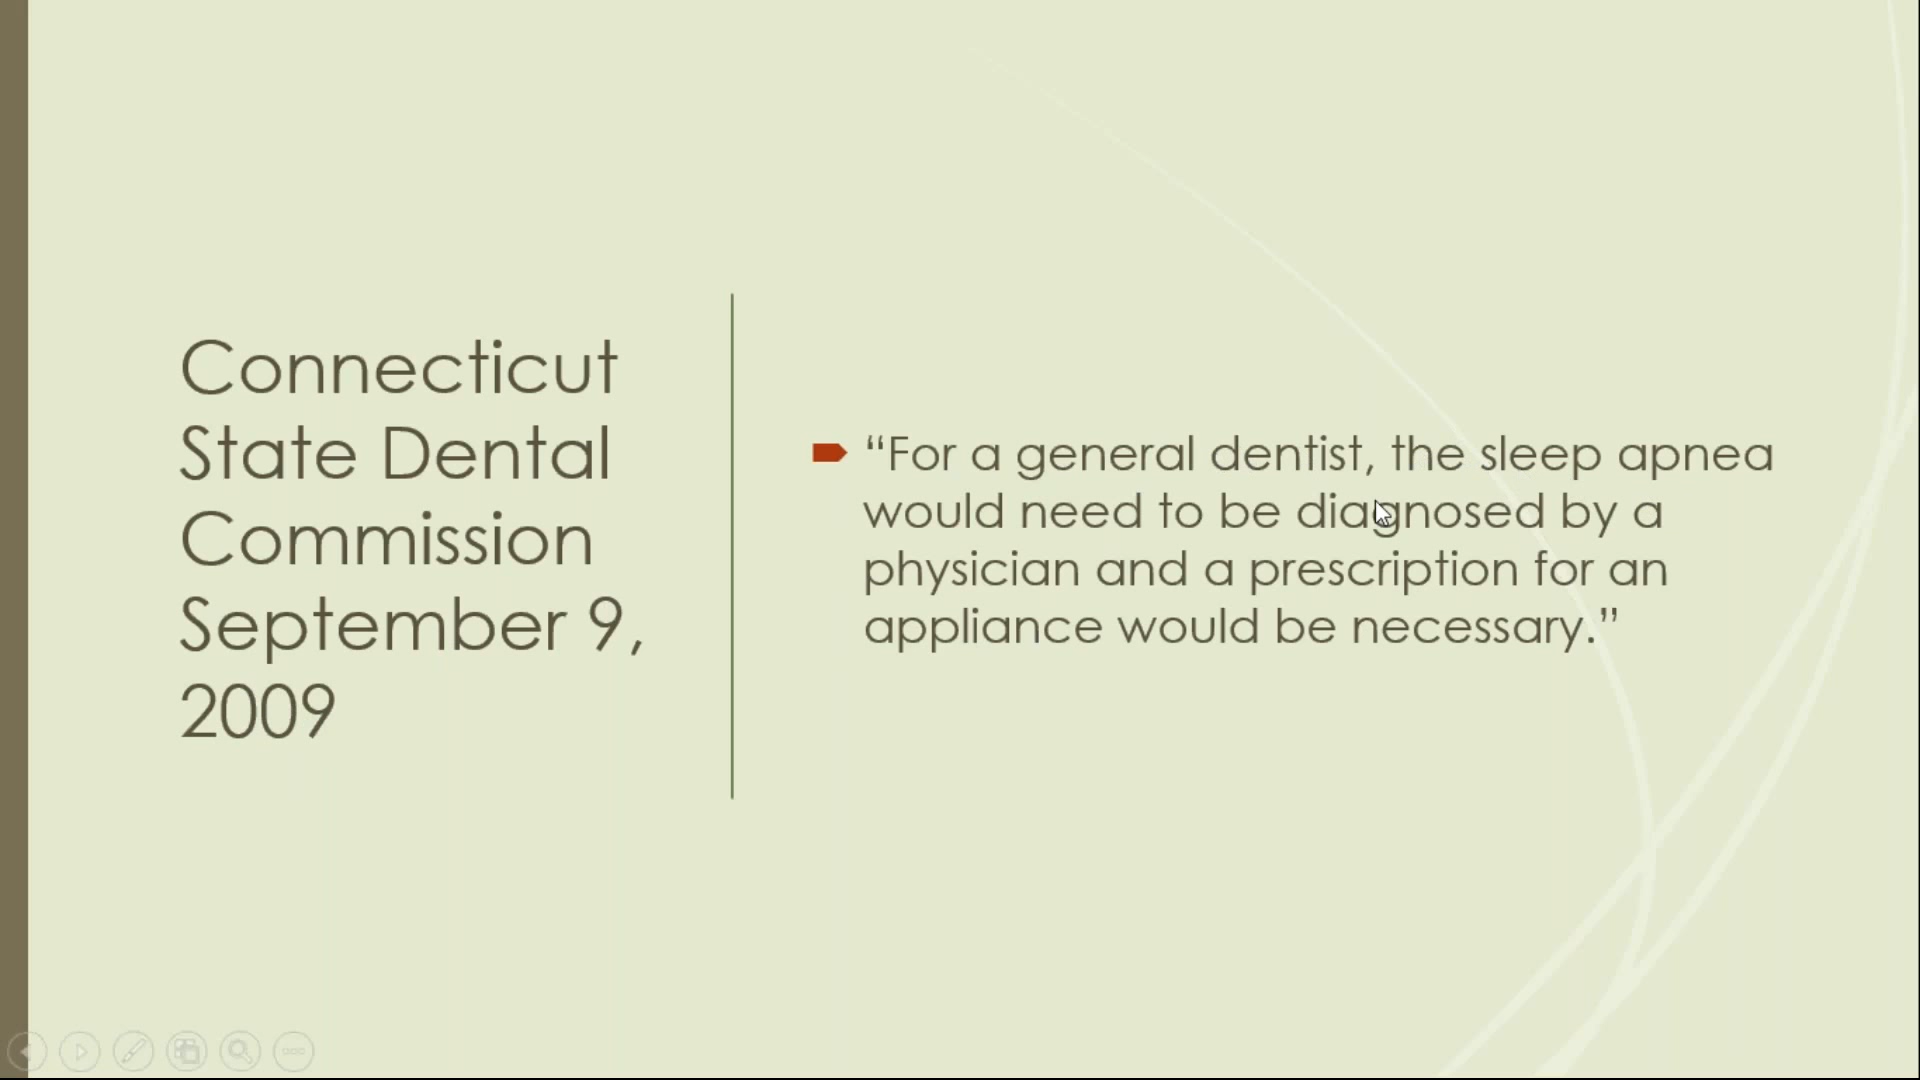 Connecticut
State Dental
Commission
September 9,
2009
“For a general dentist, the sleep apnea
would need to be diagnosed by a
physician and a prescription for an
appliance would be necessary.”